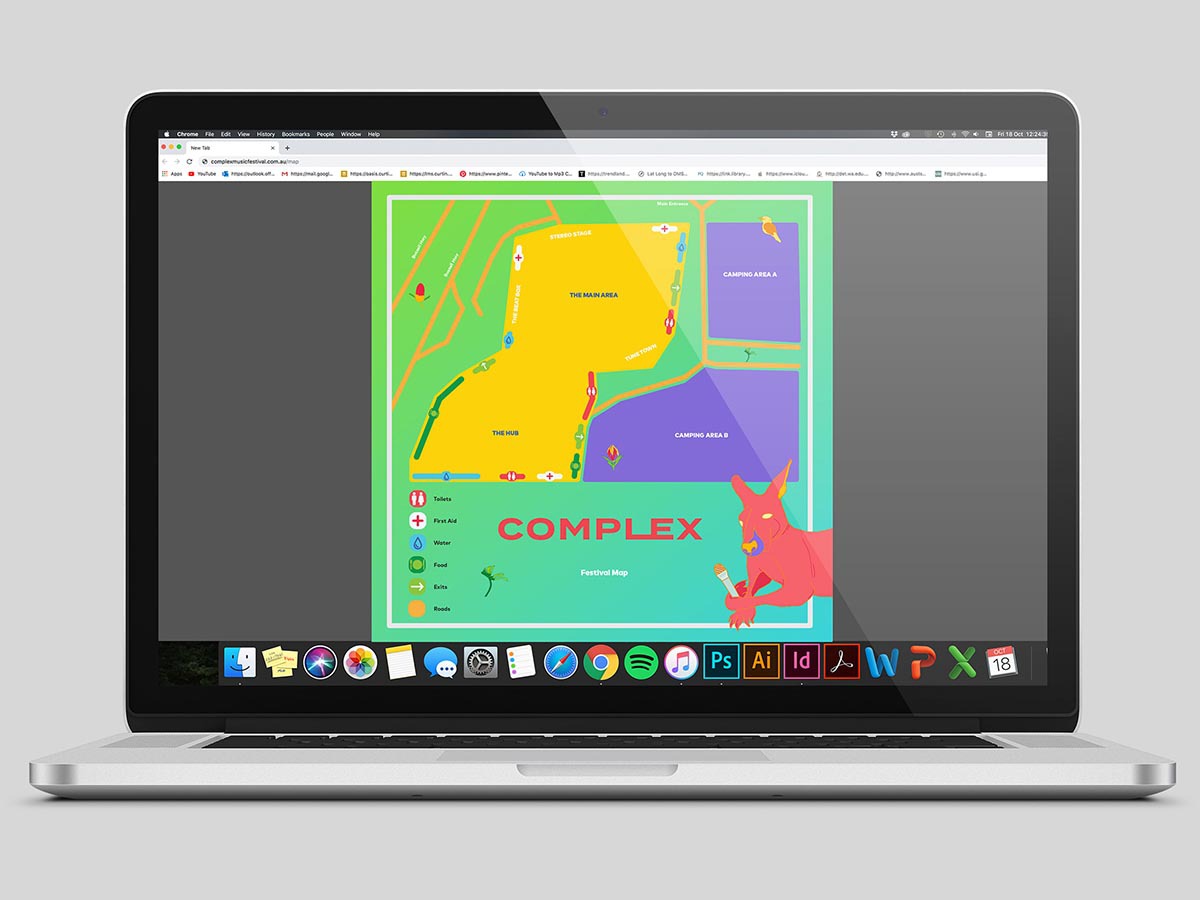 Chrome File Edit View History Bookmarks People Window Help
Fri 18 Oct 12:24:3
New Tab
complexmusicfestival.com.au/map
Apps YouTube https://outlook.off... https://mail.googl... https://oasis.curti... https://lms.curtin... https://www.pinte... YouTube to Mp3 C... https://trendland... Lat Long to DMS... https://link.library... https://www.iclou... http://det.wa.edu... http://www.austs... https://www.usi.g...
Main Entrance
STEREO STAGE
THE BEAT BOX
THE MAIN AREA
CAMPING AREA A
TUNE TOWN
THE HUB
CAMPING AREA B
Toilets
First Aid
Water
Food
Exits
Roads
COMPLEX
Festival Map
Ps Ai Id
OCT
18